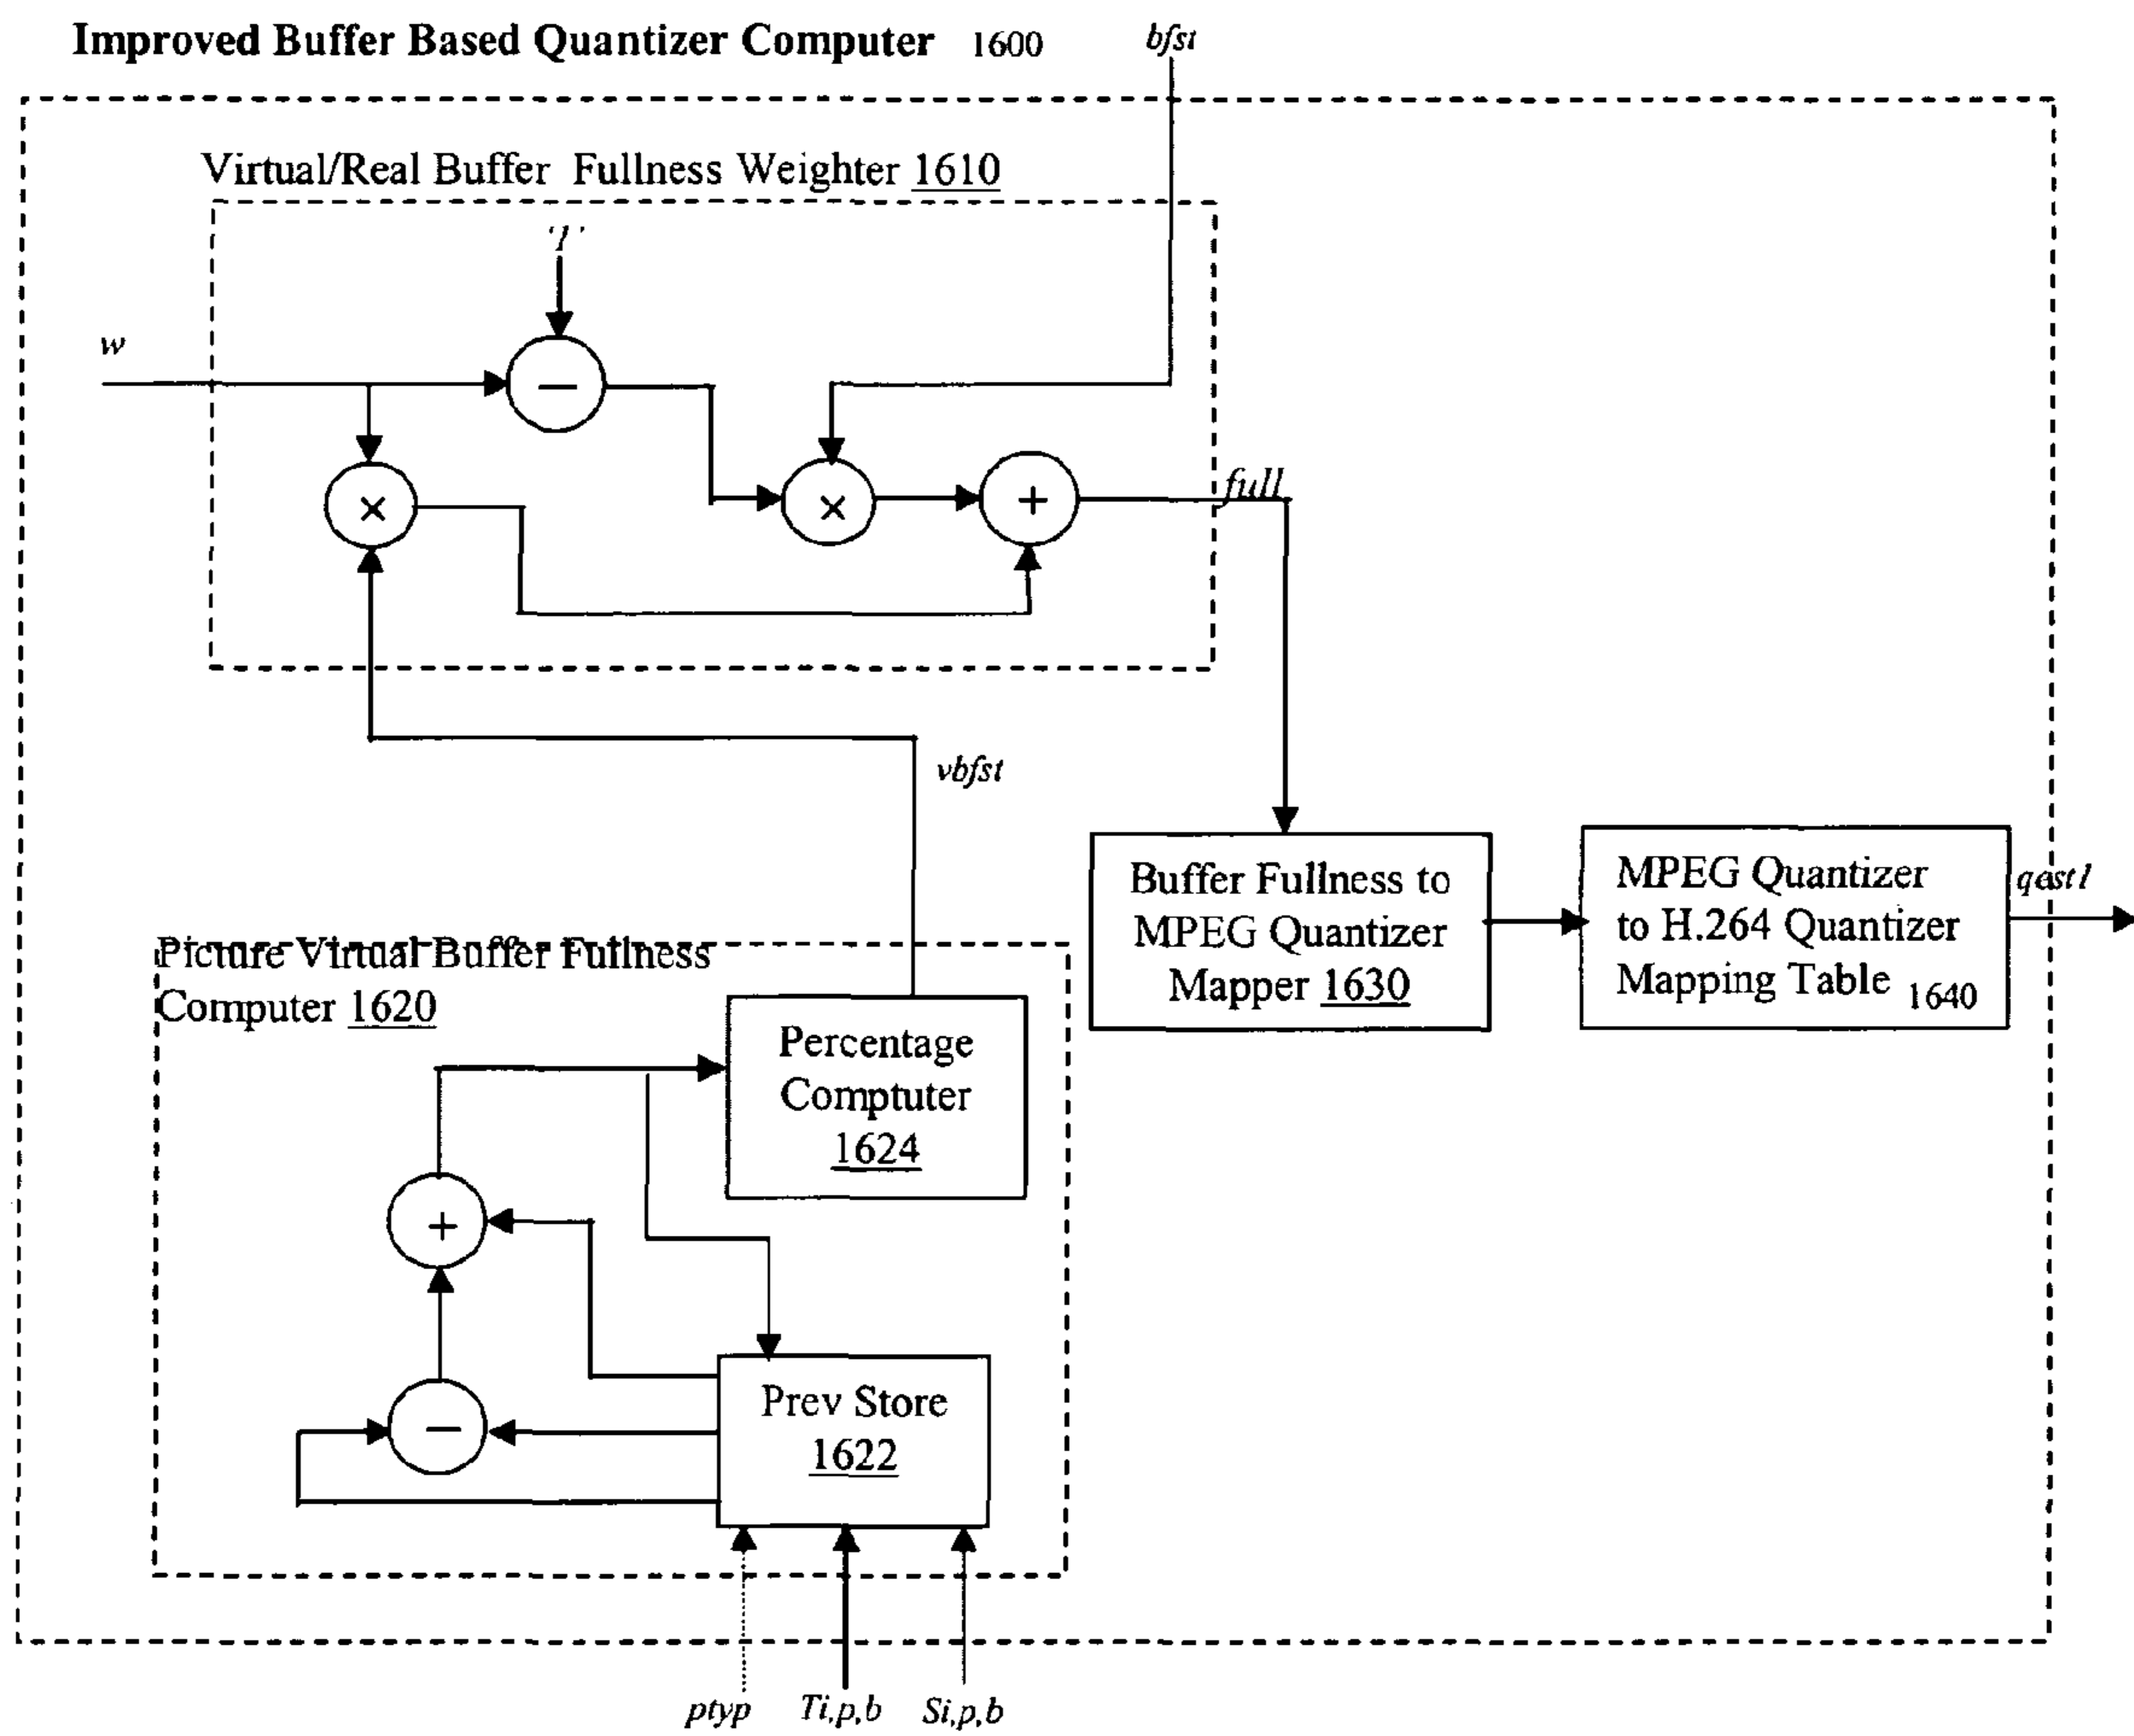 Improved Buffer Based Quantizer Computer 1600
bfst
Virtual/Real Buffer Fullness Weighter 1610
'1'
w
−
×
×
+
full
vbfst
Buffer Fullness to
MPEG Quantizer
Mapper 1630
MPEG Quantizer
to H.264 Quantizer
Mapping Table 1640
qest1
Picture Virtual Buffer Fullness
Computer 1620
Percentage
Comptuter
1624
+
−
Prev Store
1622
ptyp
Ti,p,b
Si,p,b